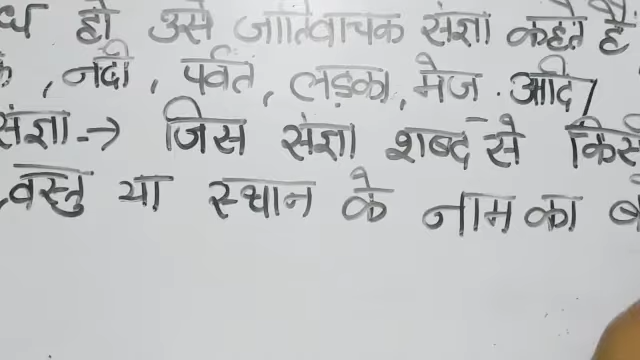 हो उसे जातिवाचक संज्ञा कहते है
, नदी, पर्वत, लड़का, मेज. आदि/
संज्ञा → जिस संज्ञा शब्द से
, वस्तु या स्थान के नाम का